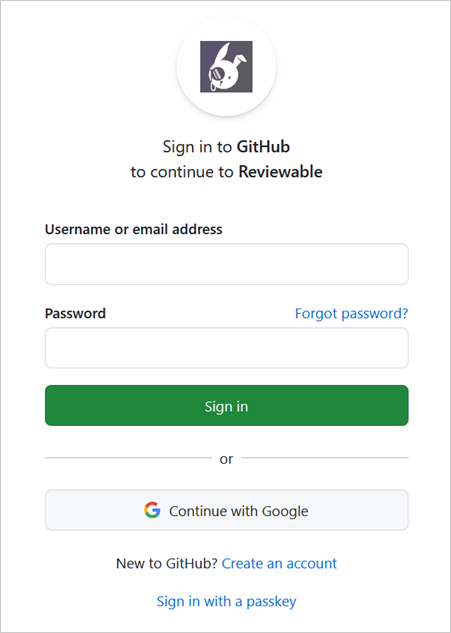 Sign in to GitHub
to continue to Reviewable
Username or email address
Password
Forgot password?
Sign in
or
Continue with Google
New to GitHub? Create an account
Sign in with a passkey